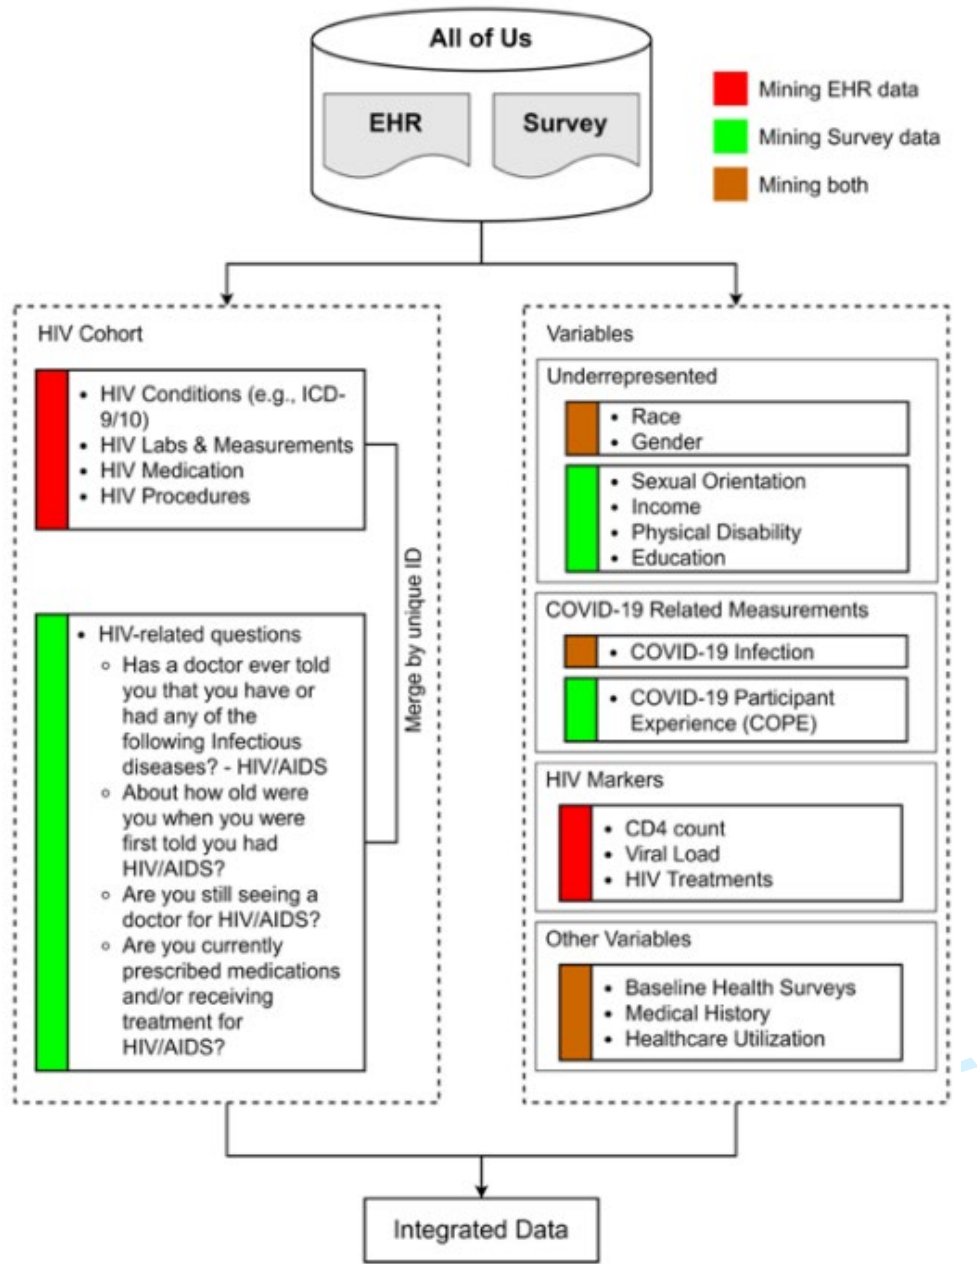 All of Us
EHR
Survey
Mining EHR data
Mining Survey data
Mining both
HIV Cohort
• HIV Conditions (e.g., ICD-
9/10)
• HIV Labs & Measurements
• HIV Medication
• HIV Procedures
• HIV-related questions
○ Has a doctor ever told
you that you have or
had any of the
following Infectious
diseases? - HIV/AIDS
○ About how old were
you when you were
first told you had
HIV/AIDS?
○ Are you still seeing a
doctor for HIV/AIDS?
○ Are you currently
prescribed medications
and/or receiving
treatment for
HIV/AIDS?
Merge by unique ID
Variables
Underrepresented
• Race
• Gender
• Sexual Orientation
• Income
• Physical Disability
• Education
COVID-19 Related Measurements
• COVID-19 Infection
• COVID-19 Participant
Experience (COPE)
HIV Markers
• CD4 count
• Viral Load
• HIV Treatments
Other Variables
• Baseline Health Surveys
• Medical History
• Healthcare Utilization
Integrated Data